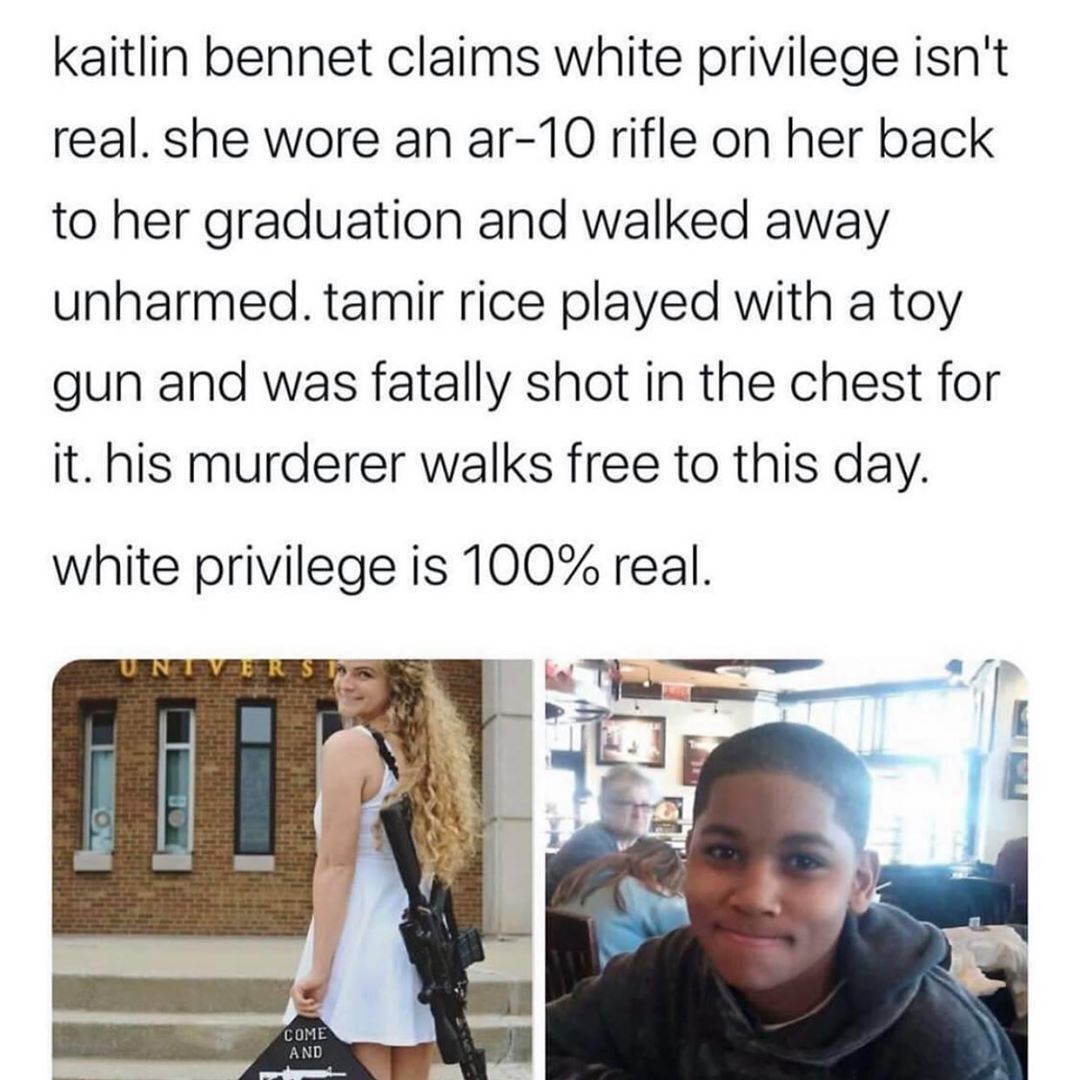 kaitlin bennet claims white privilege isn't
real. she wore an ar-10 rifle on her back
to her graduation and walked away
unharmed. tamir rice played with a toy
gun and was fatally shot in the chest for
it. his murderer walks free to this day.
white privilege is 100% real.
UNIVERSI
COME
AND